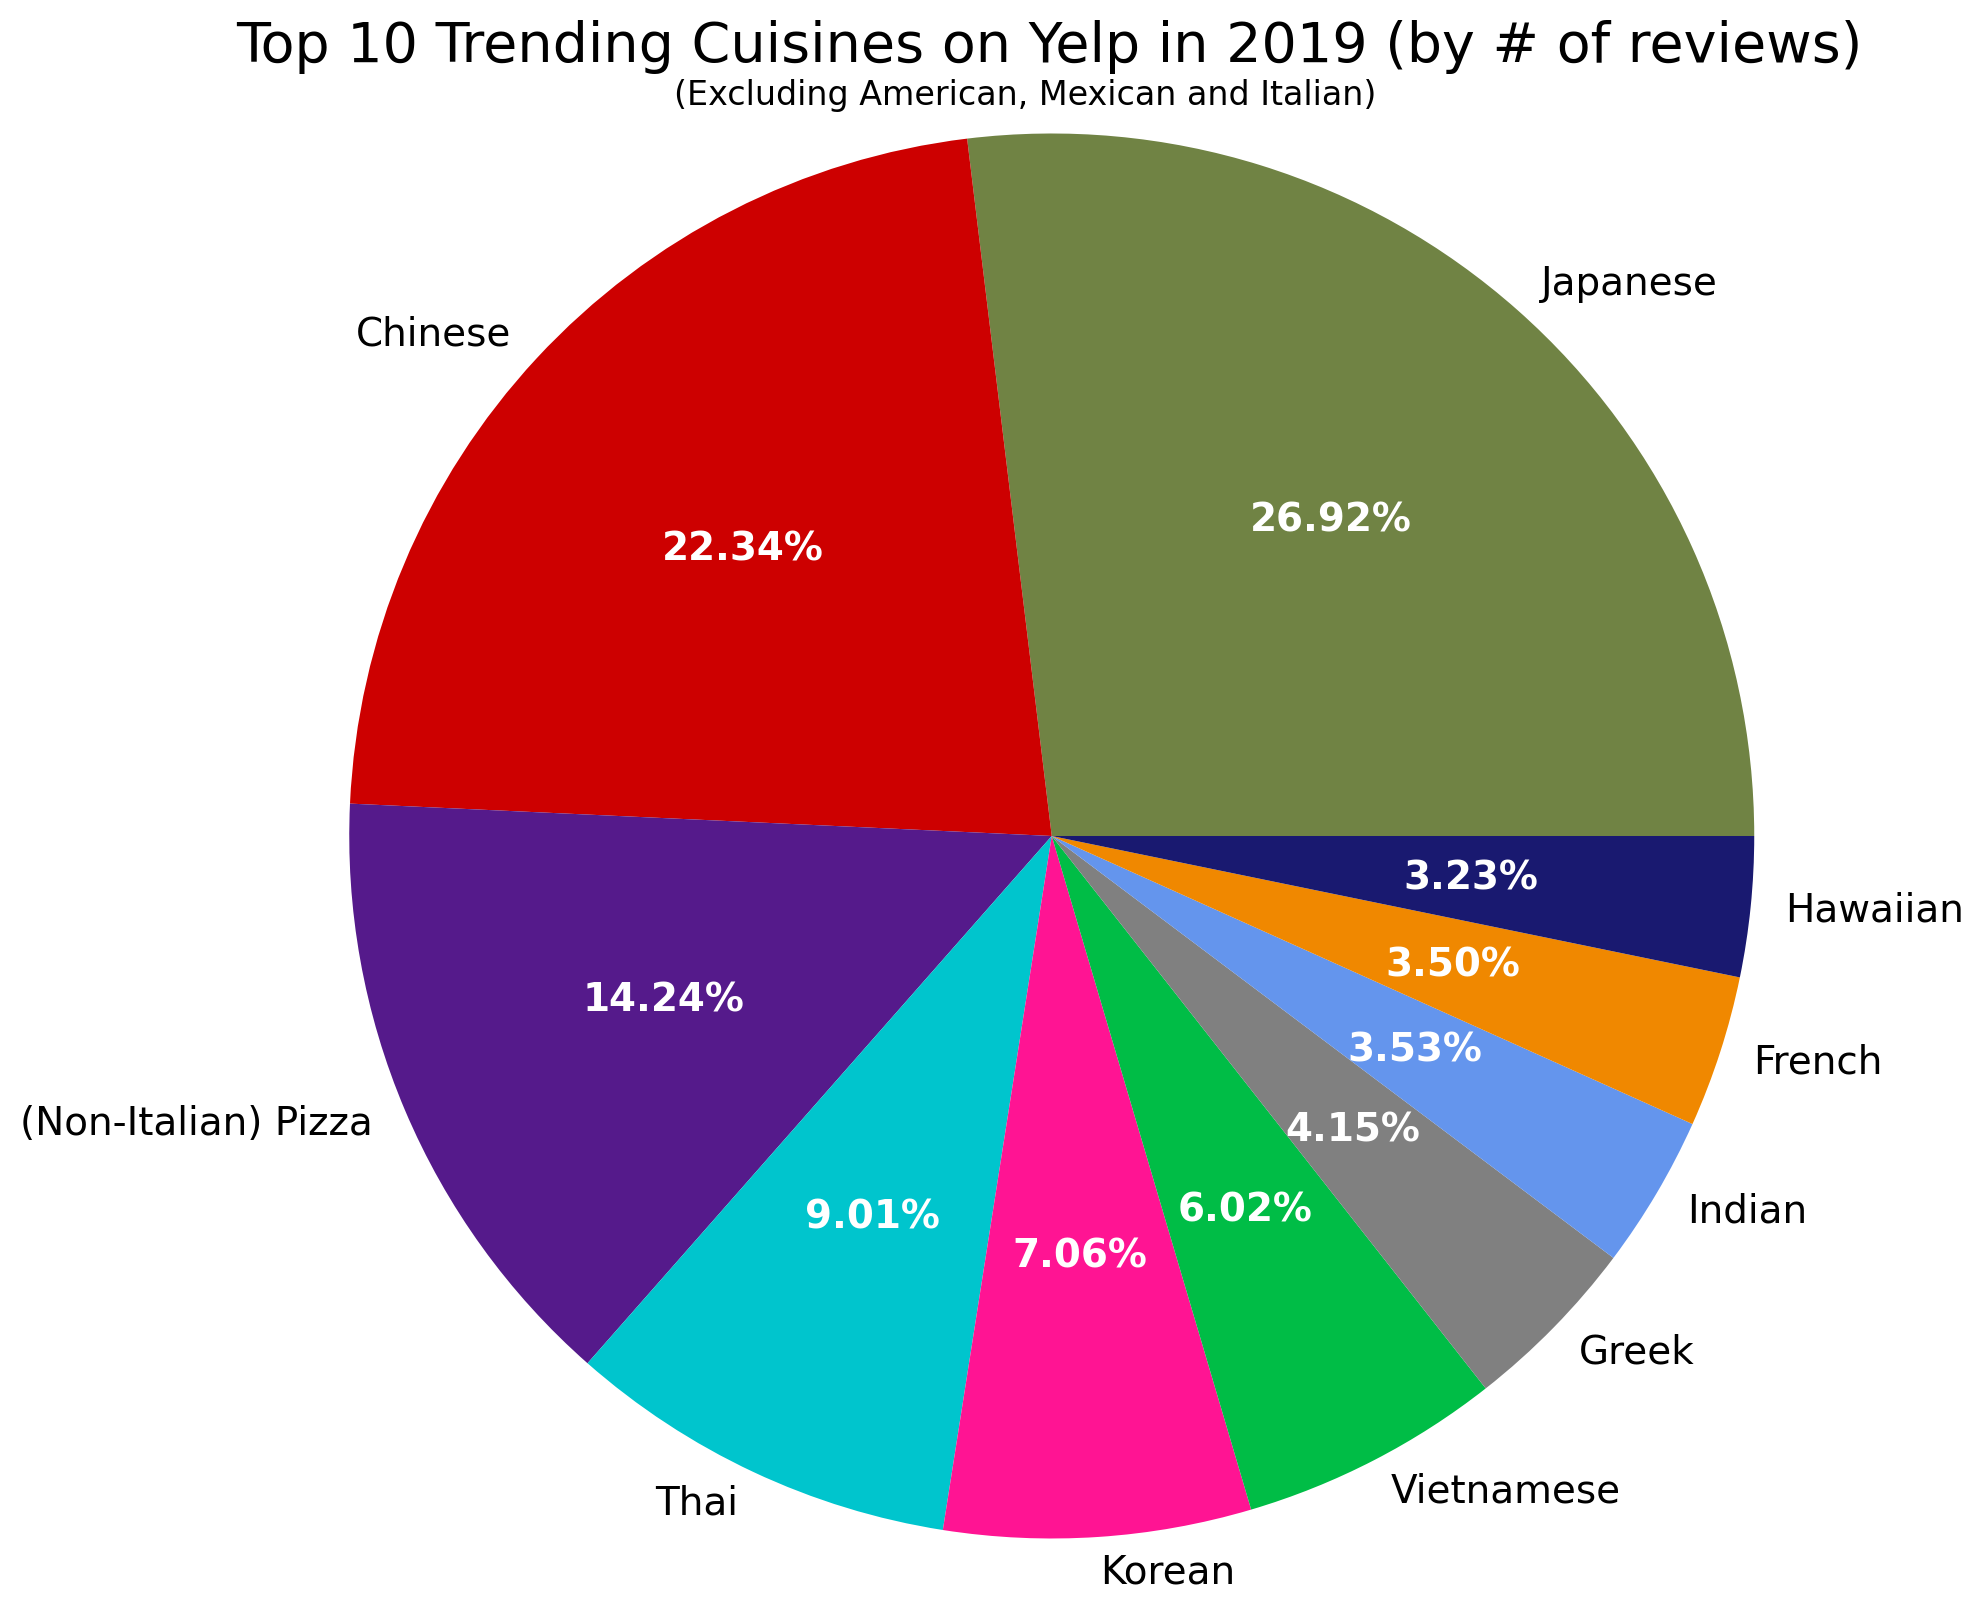 Top 10 Trending Cuisines on Yelp in 2019 (by # of reviews)
(Excluding American, Mexican and Italian)
Japanese
Chinese
26.92%
22.34%
3.23%
Hawaiian
3.50%
14.24%
3.53%
French
(Non-Italian) Pizza
4.15%
9.01%
6.02%
Indian
7.06%
Greek
Thai
Vietnamese
Korean